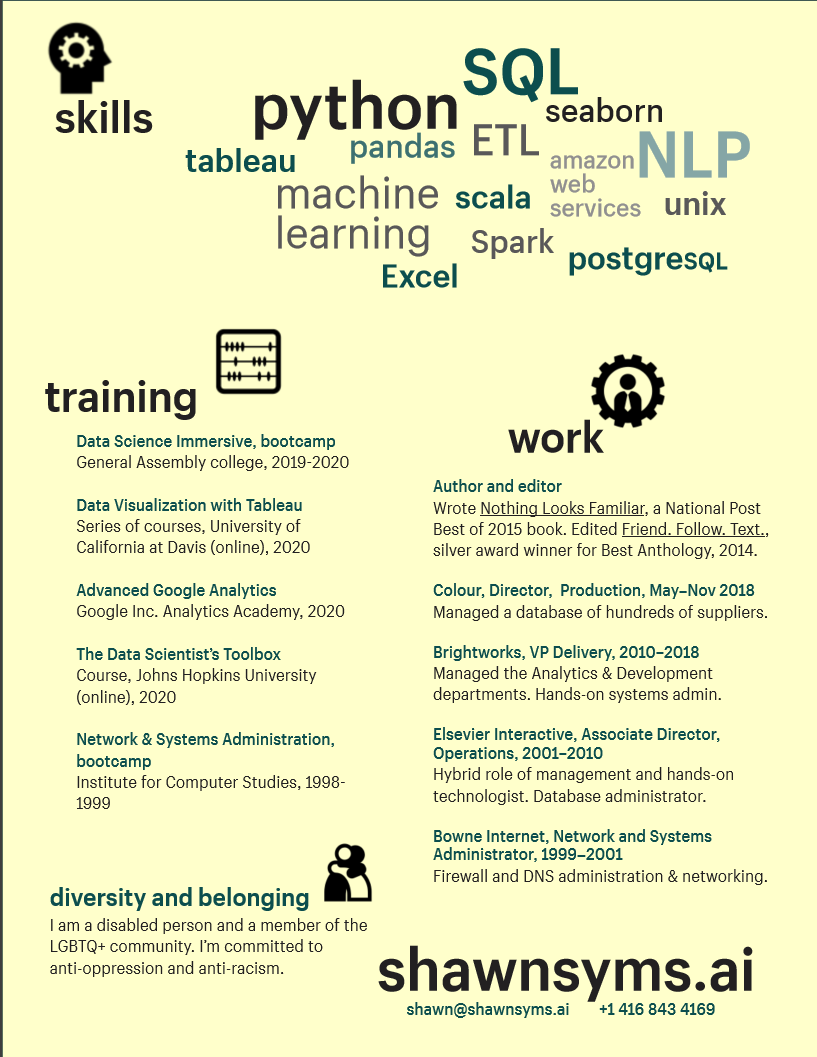 skills
SQL
python
seaborn
pandas
ETL
NLP
tableau
amazon
web
services
machine
learning
scala
unix
Spark
postgreSQL
Excel
training
Data Science Immersive, bootcamp
General Assembly college, 2019-2020
Data Visualization with Tableau
Series of courses, University of
California at Davis (online), 2020
Advanced Google Analytics
Google Inc. Analytics Academy, 2020
The Data Scientist’s Toolbox
Course, Johns Hopkins University
(online), 2020
Network & Systems Administration,
bootcamp
Institute for Computer Studies, 1998-
1999
work
Author and editor
Wrote Nothing Looks Familiar, a National Post
Best of 2015 book. Edited Friend. Follow. Text.,
silver award winner for Best Anthology, 2014.
Colour, Director, Production, May–Nov 2018
Managed a database of hundreds of suppliers.
Brightworks, VP Delivery, 2010–2018
Managed the Analytics & Development
departments. Hands-on systems admin.
Elsevier Interactive, Associate Director,
Operations, 2001–2010
Hybrid role of management and hands-on
technologist. Database administrator.
Bowne Internet, Network and Systems
Administrator, 1999–2001
Firewall and DNS administration & networking.
diversity and belonging
I am a disabled person and a member of the
LGBTQ+ community. I’m committed to
anti-oppression and anti-racism.
shawnsyms.ai
shawn@shawnsyms.ai +1 416 843 4169